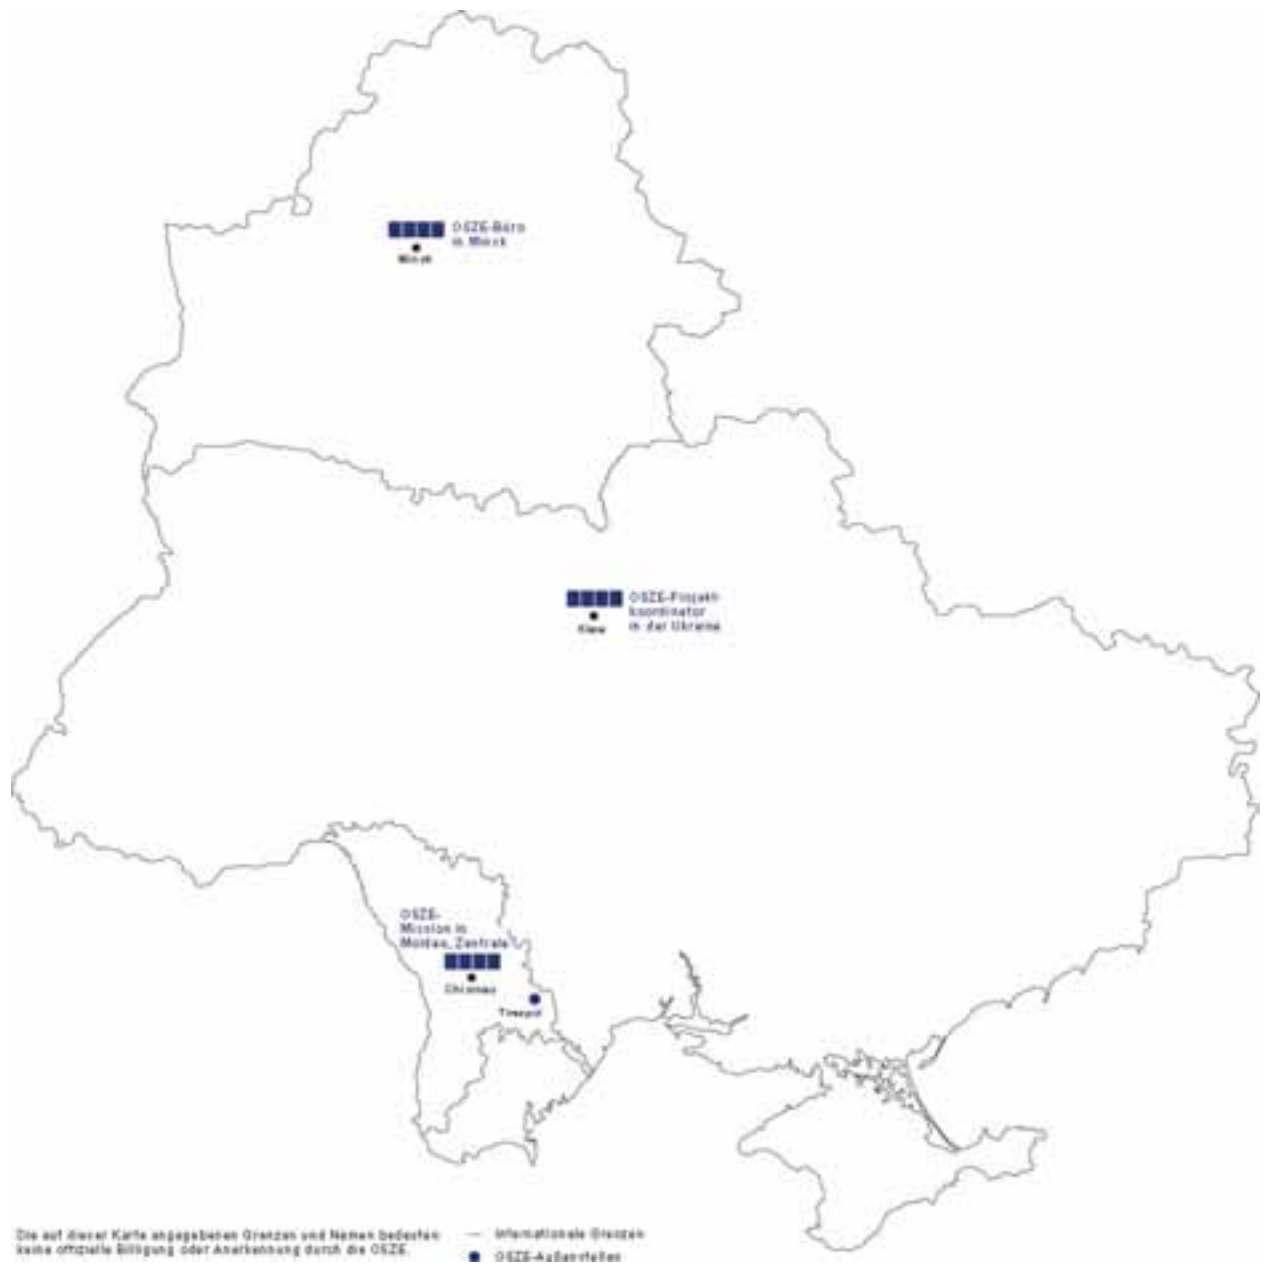 OSZE-Büro
in Minsk
Minsk
OSZE-Projekt-
koordinator
in der Ukraine
Kiew
OSZE-
Mission in
Moldau, Zentrale
Chisinau
Tiraspol
Die auf dieser Karte angegebenen Grenzen und Namen bedeuten
keine offizielle Billigung oder Anerkennung durch die OSZE.
Internationale Grenzen
OSZE-Außenstellen